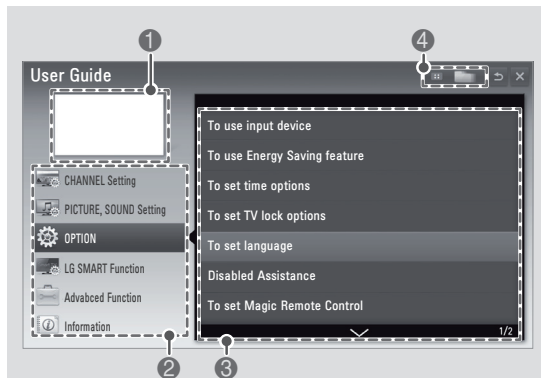 1
4
User Guide
To use input device
To use Energy Saving feature
CHANNEL Setting
To set time options
PICTURE, SOUND Setting
To set TV lock options
OPTION
To set language
LG SMART Function
Disabled Assistance
Advabced Function
To set Magic Remote Control
Information
1/2
2
3